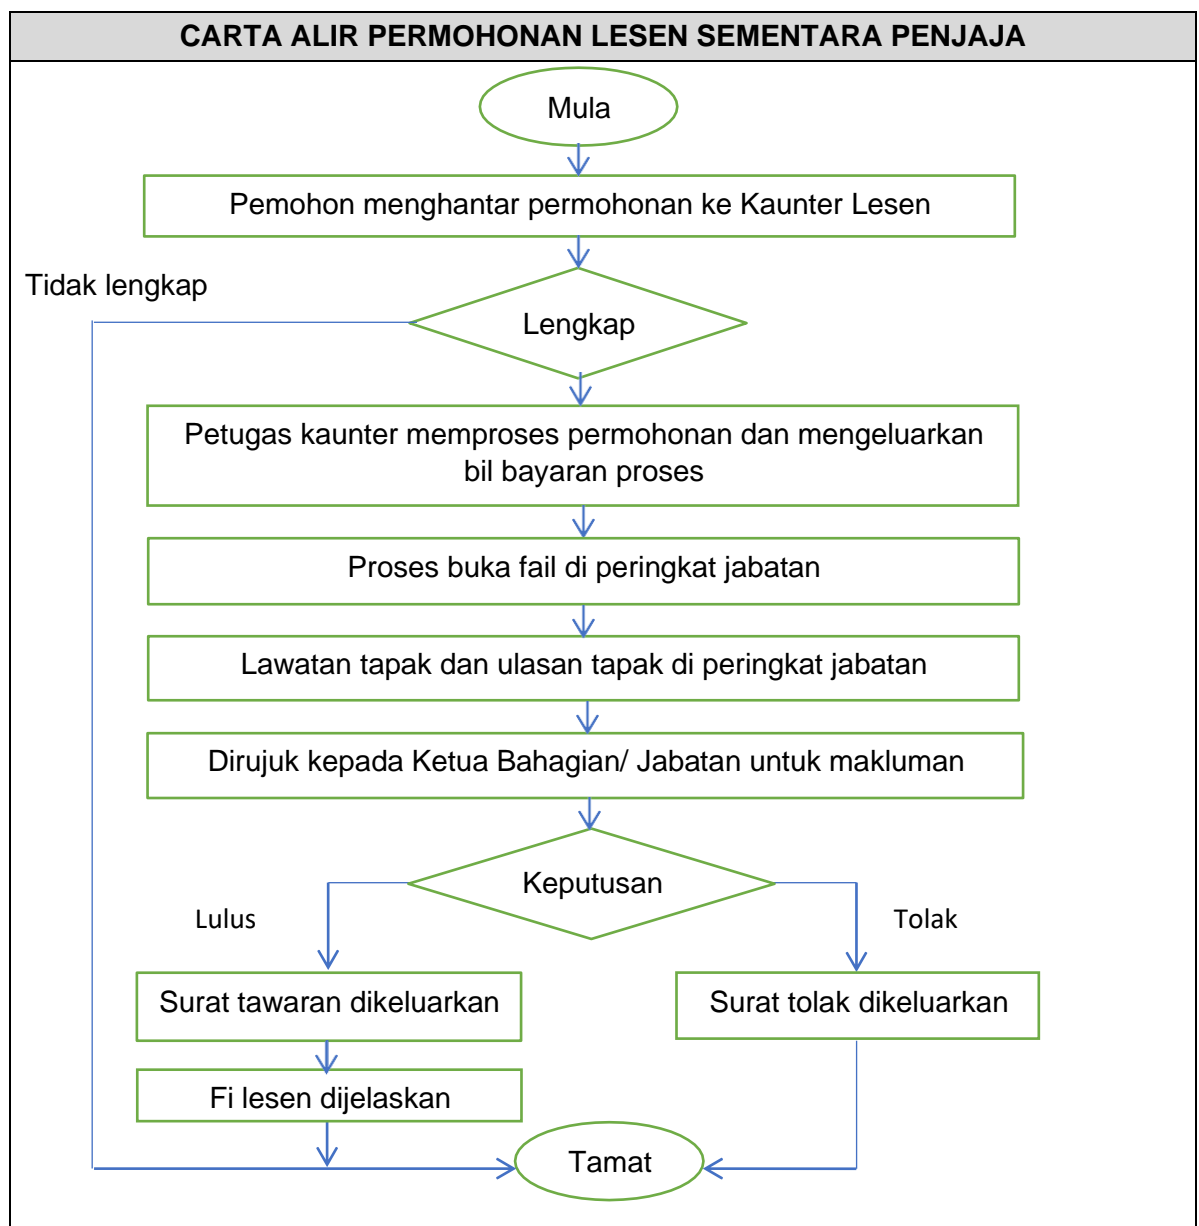 CARTA ALIR PERMOHONAN LESEN SEMENTARA PENJAJA
Mula
Pemohon menghantar permohonan ke Kaunter Lesen
Tidak lengkap
Lengkap
Petugas kaunter memproses permohonan dan mengeluarkan
bil bayaran proses
Proses buka fail di peringkat jabatan
Lawatan tapak dan ulasan tapak di peringkat jabatan
Dirujuk kepada Ketua Bahagian/ Jabatan untuk makluman
Keputusan
Lulus
Tolak
Surat tawaran dikeluarkan
Surat tolak dikeluarkan
Fi lesen dijelaskan
Tamat